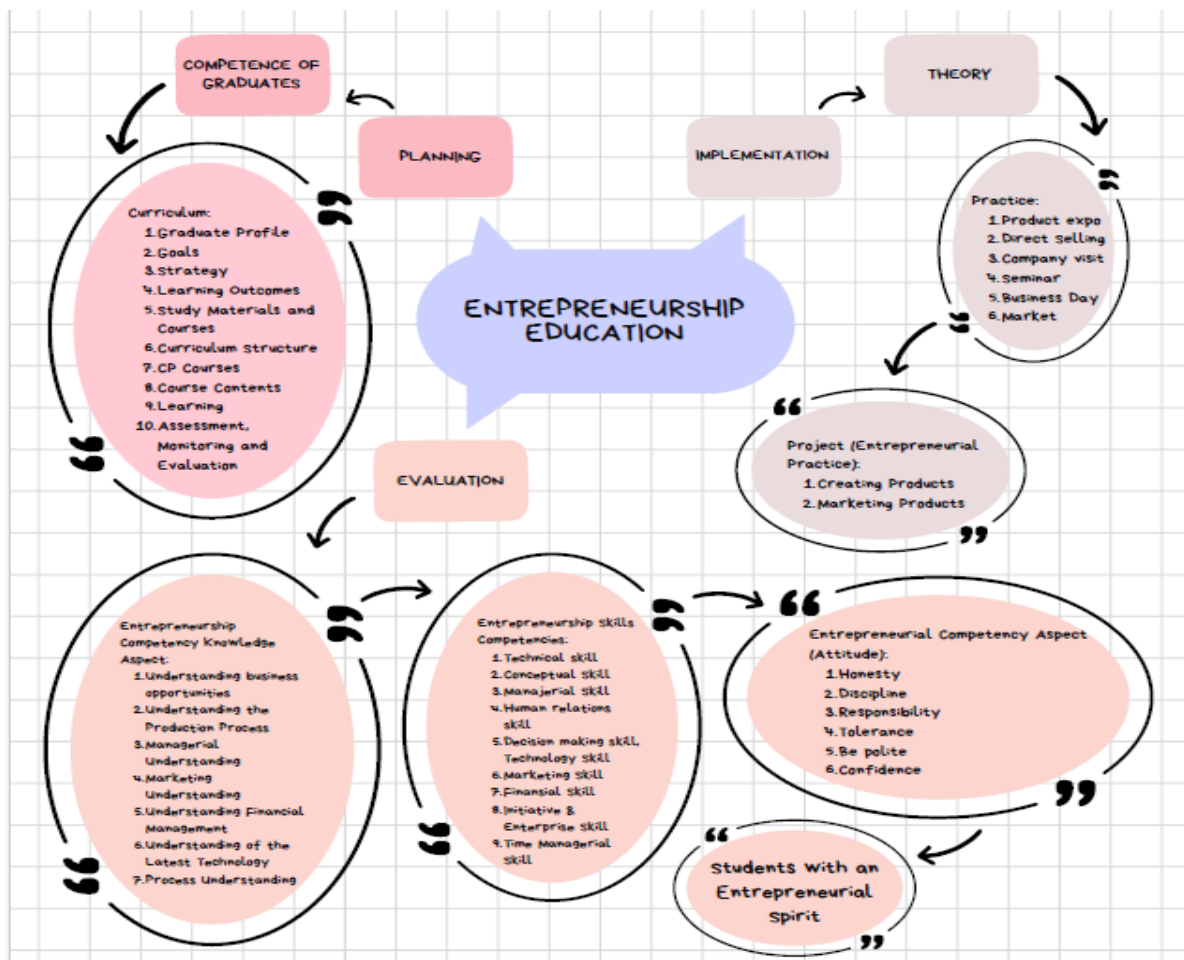 COMPETENCE OF
GRADUATES
PLANNING
Curriculum:
1.Graduate Profile
2.Goals
3.Strategy
4.Learning Outcomes
5.Study Materials and
Courses
6.Curriculum Structure
7.CP Courses
8.Course Contents
9.Learning
10.Assessment,
Monitoring and
Evaluation
THEORY
IMPLEMENTATION
Practice:
1.Product expo
2.Direct Selling
3.Company visit
4.Seminar
5.Business Day
6.Market
ENTREPRENEURSHIP
EDUCATION
Project (Entrepreneurial
Practice):
1.Creating Products
2.Marketing Products
EVALUATION
Entrepreneurship
Competency Knowledge
Aspect:
1.Understanding business
opportunities
2.Understanding the
Production Process
3.Managerial
Understanding
4.Marketing
Understanding
5.Understanding Financial
Management
6.Understanding of the
Latest Technology
7.Process Understanding
Entrepreneurship Skills
Competencies:
1.Technical skill
2.Conceptual Skill
3.Manajerial Skill
4.Human relations
skill
5.Decision making skill,
Technology Skill
6.Marketing Skill
7.Finansial Skill
8.Initiative &
Enterprise Skill
9.Time Managerial
Skill
Entrepreneurial Competency Aspect
(Attitude):
1.Honesty
2.Discipline
3.Responsibility
4.Tolerance
5.Be polite
6.Confidence
Students With an
Entrepreneurial
Spirit